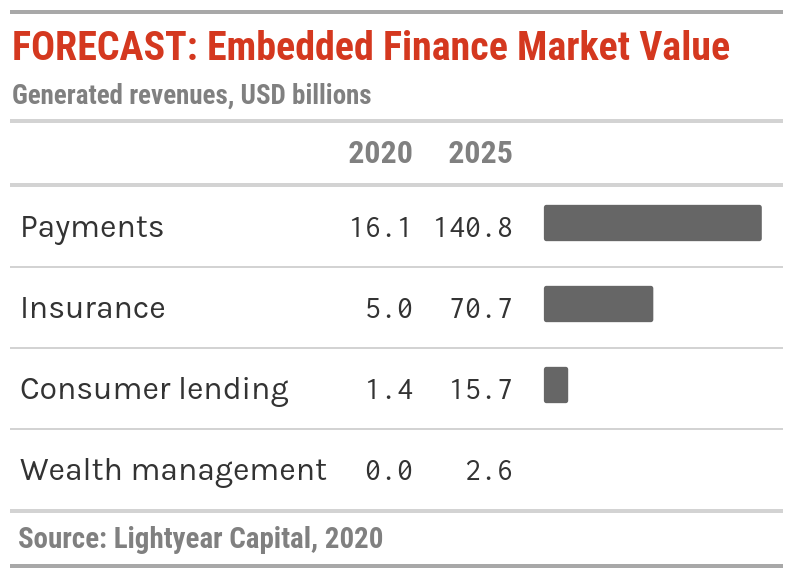 FORECAST: Embedded Finance Market Value
Generated revenues, USD billions
2020 2025
Payments 16.1 140.8
Insurance 5.0 70.7
Consumer lending 1.4 15.7
Wealth management 0.0 2.6
Source: Lightyear Capital, 2020